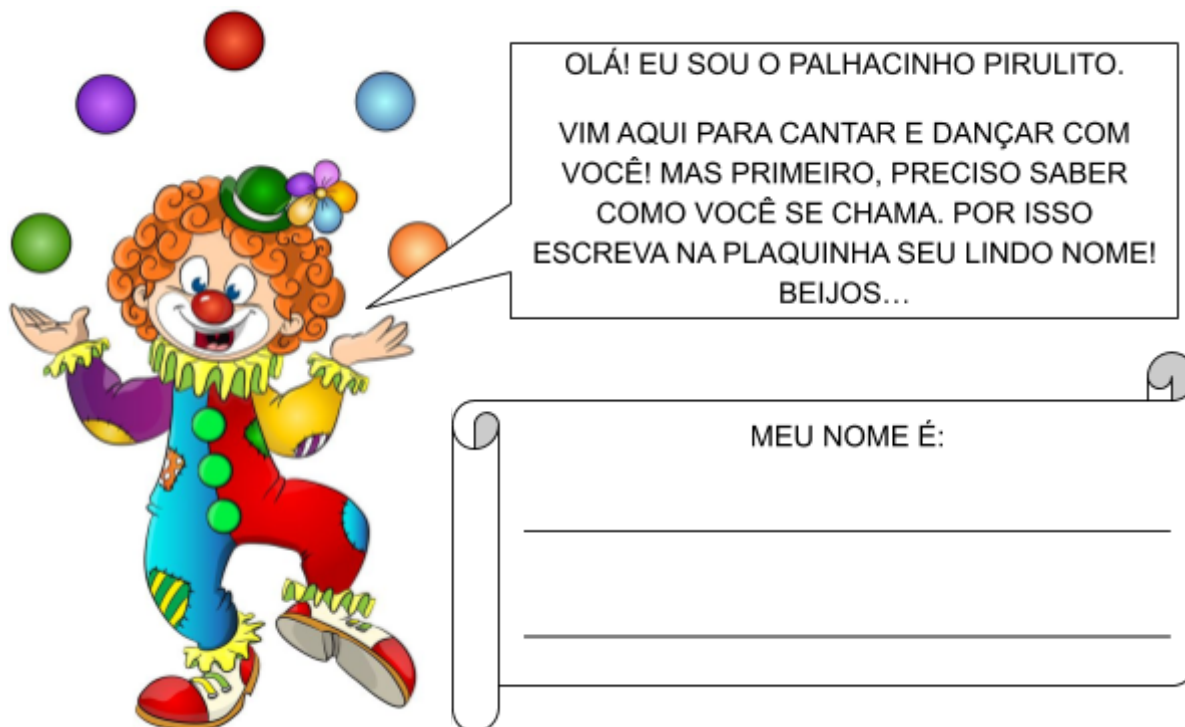 OLÁ! EU SOU O PALHACINHO PIRULITO.
VIM AQUI PARA CANTAR E DANÇAR COM
VOCÊ! MAS PRIMEIRO, PRECISO SABER
COMO VOCÊ SE CHAMA. POR ISSO
ESCREVA NA PLAQUINHA SEU LINDO NOME!
BEIJOS...
MEU NOME É: